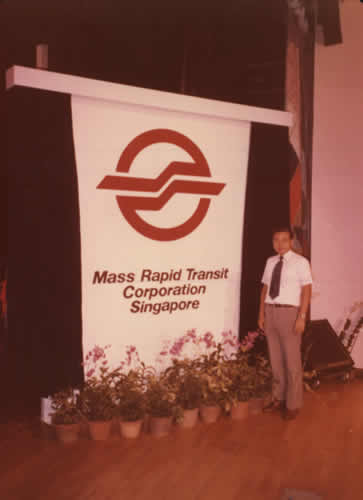 Mass Rapid Transit
Corporation
Singapore